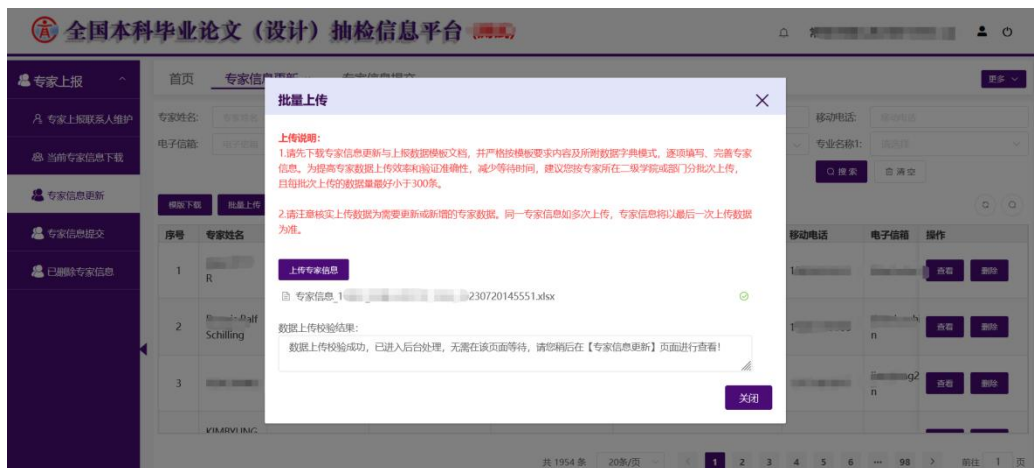 全国本科毕业论文（设计）抽检信息平台
专家上报
首页
专家信息更新
专家信息提交
更多
专家上报联系人维护
当前专家信息下载
专家信息更新
专家信息提交
已删除专家信息
专家姓名:
移动电话:
电子信箱:
专业名称1:
搜索
清空
模版下载
批量上传
序号
专家姓名
移动电话
电子信箱
操作
批量上传
上传说明:
1.请先下载专家信息更新与上报数据模板文档，并严格按模板要求内容及所附数据字典模式，逐项填写、完善专家
信息。为提高专家数据上传效率和验证准确性，减少等待时间，建议您按专家所在二级学院或部门分批次上传，
且每批次上传的数据量最好小于300条。
2.请注意核实上传数据为需要更新或新增的专家数据。同一专家信息如多次上传，专家信息将以最后一次上传数据
为准。
上传专家信息
专家信息_1
230720145551.xlsx
数据上传校验结果:
数据上传校验成功，已进入后台处理，无需在该页面等待，请您稍后在【专家信息更新】页面进行查看！
关闭
1
R
查看
删除
2
Schilling
n
查看
删除
3
n
查看
删除
共 1954 条
20条/页
1 2 3 4 5 6 ··· 98
前往 1 页